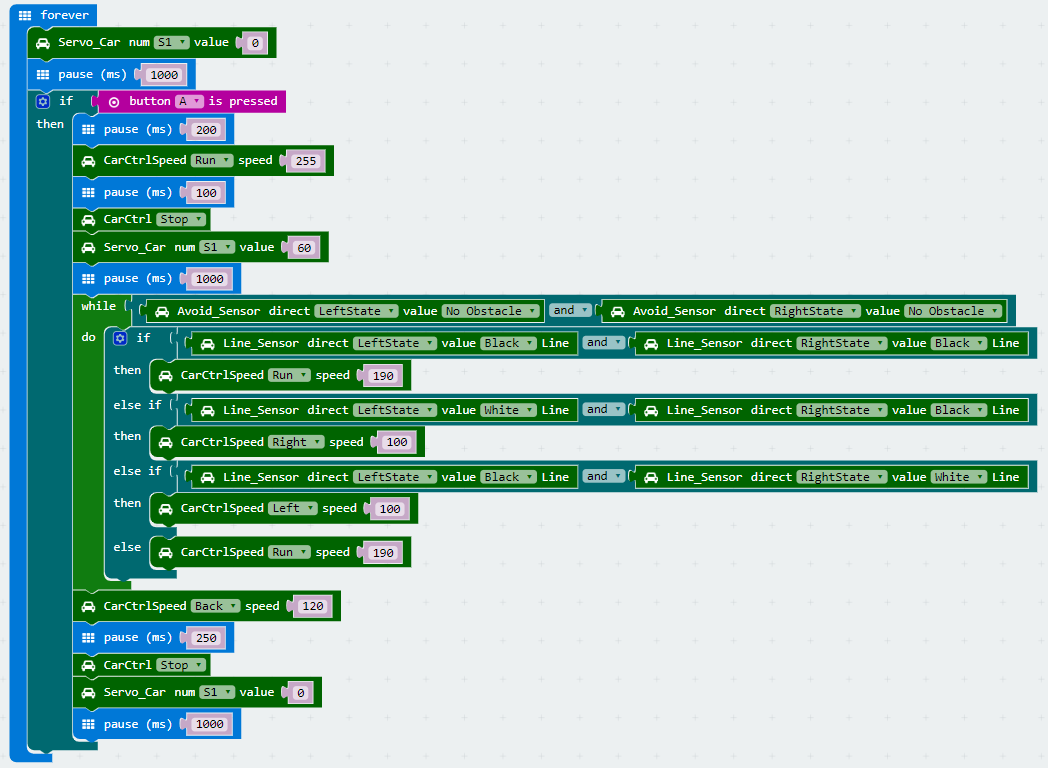 forever
Servo_Car num S1 value 0
pause (ms) 1000
if button A is pressed
then
pause (ms) 200
CarCtrlSpeed Run speed 255
pause (ms) 100
CarCtrl Stop
Servo_Car num S1 value 60
pause (ms) 1000
while Avoid_Sensor direct LeftState value No Obstacle and Avoid_Sensor direct RightState value No Obstacle
do if Line_Sensor direct LeftState value Black Line and Line_Sensor direct RightState value Black Line
then CarCtrlSpeed Run speed 190
else if Line_Sensor direct LeftState value White Line and Line_Sensor direct RightState value Black Line
then CarCtrlSpeed Right speed 100
else if Line_Sensor direct LeftState value Black Line and Line_Sensor direct RightState value White Line
then CarCtrlSpeed Left speed 100
else CarCtrlSpeed Run speed 190
CarCtrlSpeed Back speed 120
pause (ms) 250
CarCtrl Stop
Servo_Car num S1 value 0
pause (ms) 1000